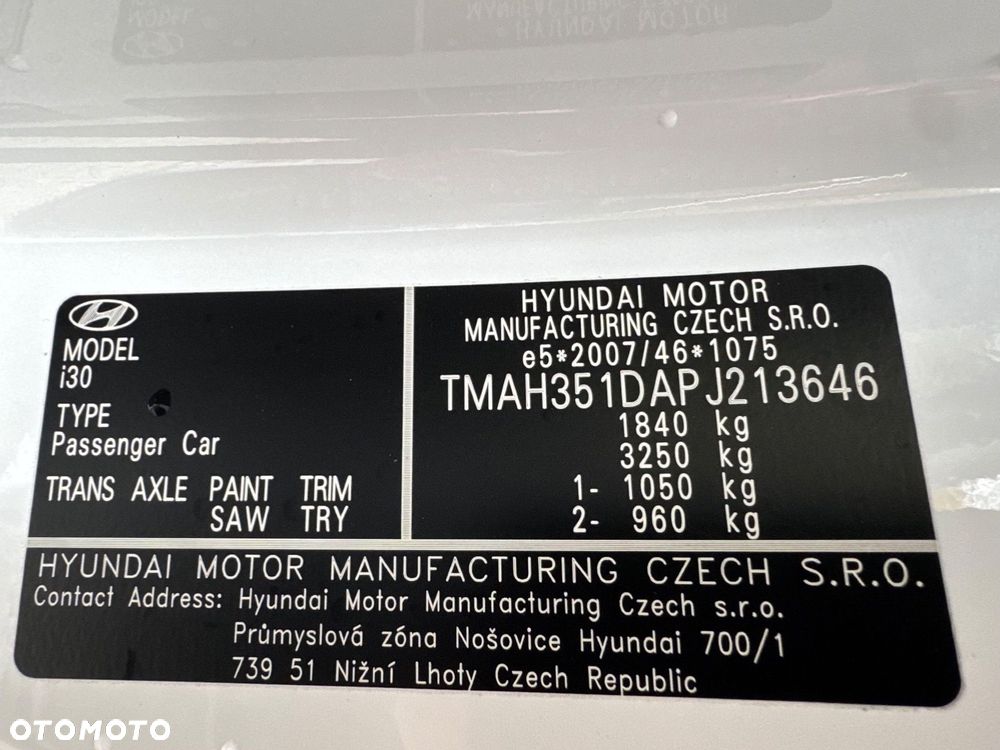 MODEL
i30
TYPE
Passenger Car
TRANS AXLE PAINT TRIM
SAW TRY
HYUNDAI MOTOR
MANUFACTURING CZECH S.R.O.
e5*2007/46*1075
TMAH351DAPJ213646
1840 kg
3250 kg
1- 1050 kg
2- 960 kg
HYUNDAI MOTOR MANUFACTURING CZECH S.R.O.
Contact Address: Hyundai Motor Manufacturing Czech s.r.o.
Průmyslová zóna Nošovice Hyundai 700/1
739 51 Nižní Lhoty Czech Republic
OTOMOTO